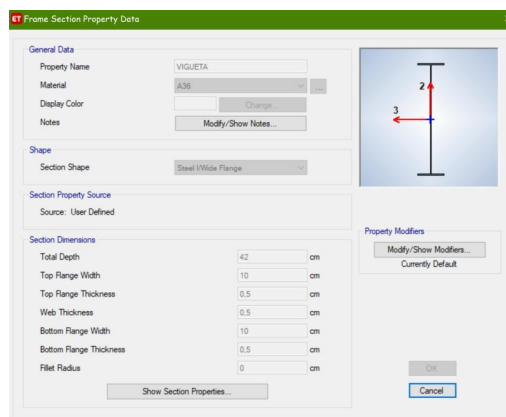 ET Frame Section Property Data
General Data
Property Name VIGUETA
Material A36 ...
Display Color Change...
Notes Modify/Show Notes...
Shape
Section Shape Steel I/Wide Flange
Section Property Source
Source: User Defined
Section Dimensions
Total Depth 42 cm
Top Flange Width 10 cm
Top Flange Thickness 0,5 cm
Web Thickness 0,5 cm
Bottom Flange Width 10 cm
Bottom Flange Thickness 0,5 cm
Fillet Radius 0 cm
Show Section Properties...
2
3
Property Modifiers
Modify/Show Modifiers...
Currently Default
OK
Cancel